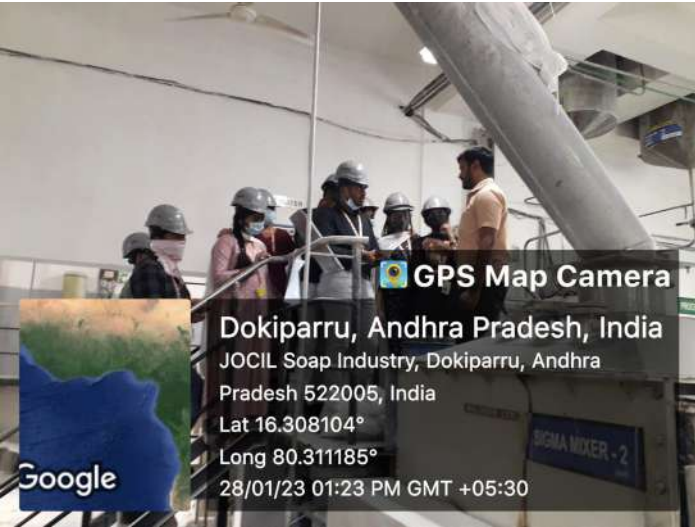 GPS Map Camera
Dokiparru, Andhra Pradesh, India
JOCIL Soap Industry, Dokiparru, Andhra
Pradesh 522005, India
Lat 16.308104°
Long 80.311185°
28/01/23 01:23 PM GMT +05:30
Google
SIGMA MIXER - 2